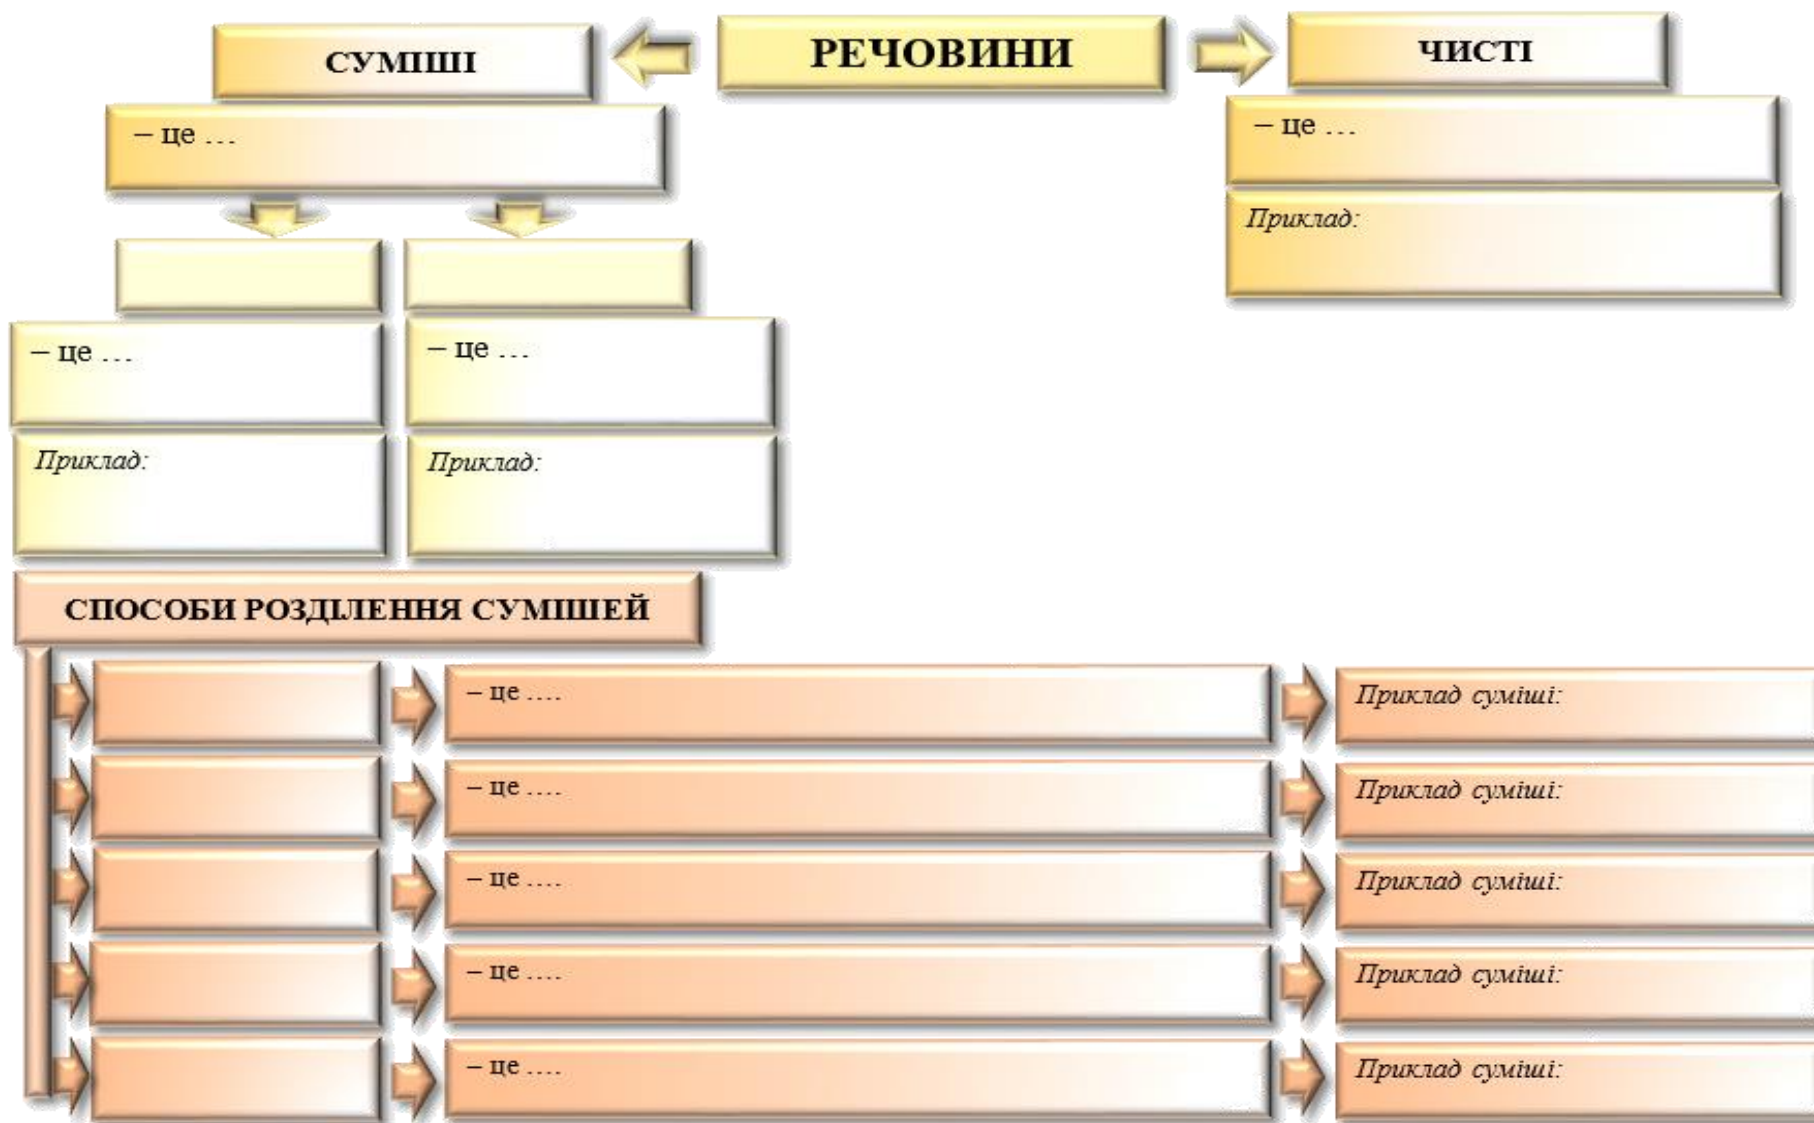 РЕЧОВИНИ
СУМІШІ
ЧИСТІ
– це …
– це …
Приклад:
– це …
– це …
Приклад:
Приклад:
СПОСОБИ РОЗДІЛЕННЯ СУМІШЕЙ
– це ….
Приклад суміші:
– це ….
Приклад суміші:
– це ….
Приклад суміші:
– це ….
Приклад суміші:
– це ….
Приклад суміші: